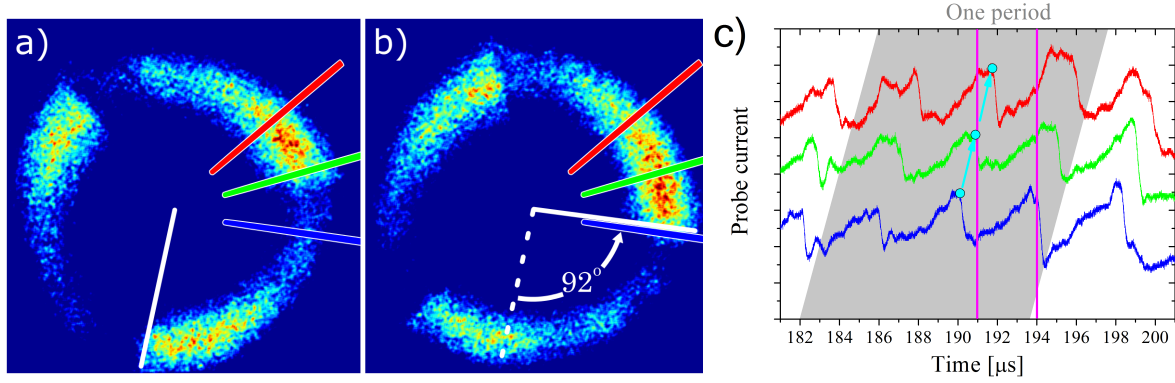 a)
b)
92°
c)
One period
Probe current
182 184 186 188 190 192 194 196 198 200
Time [μs]